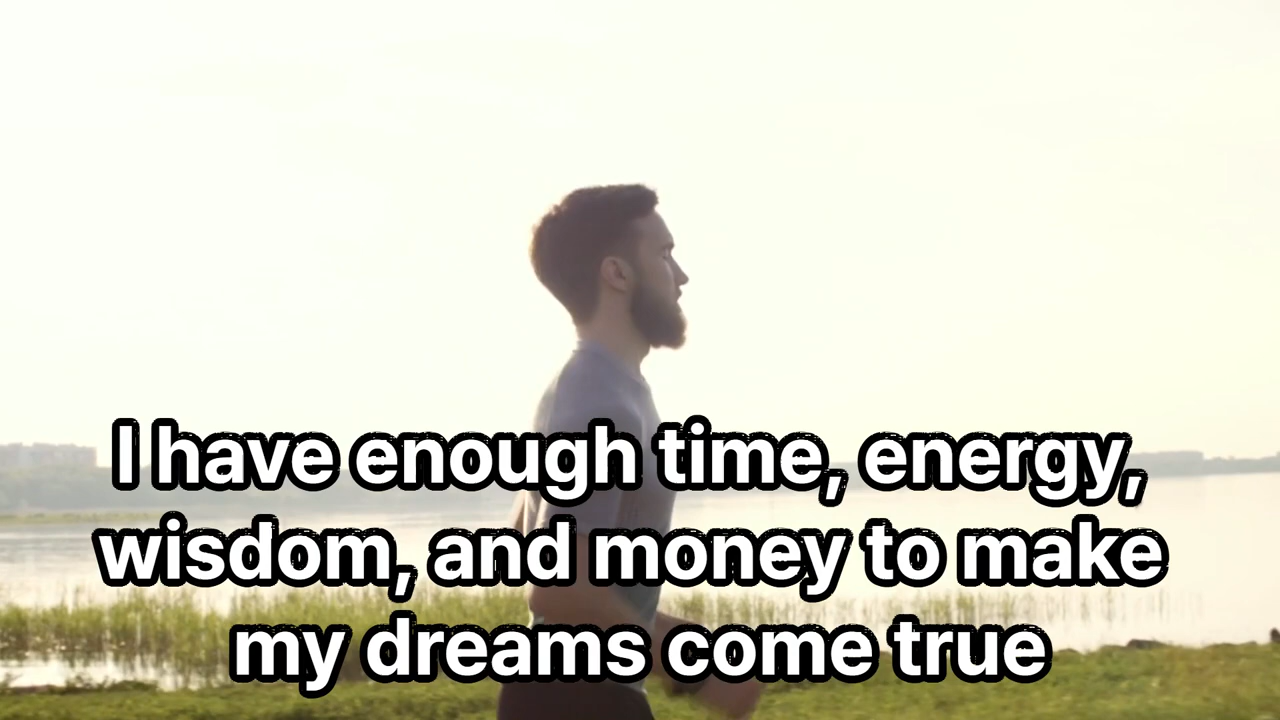 I have enough time, energy,
wisdom, and money to make
my dreams come true